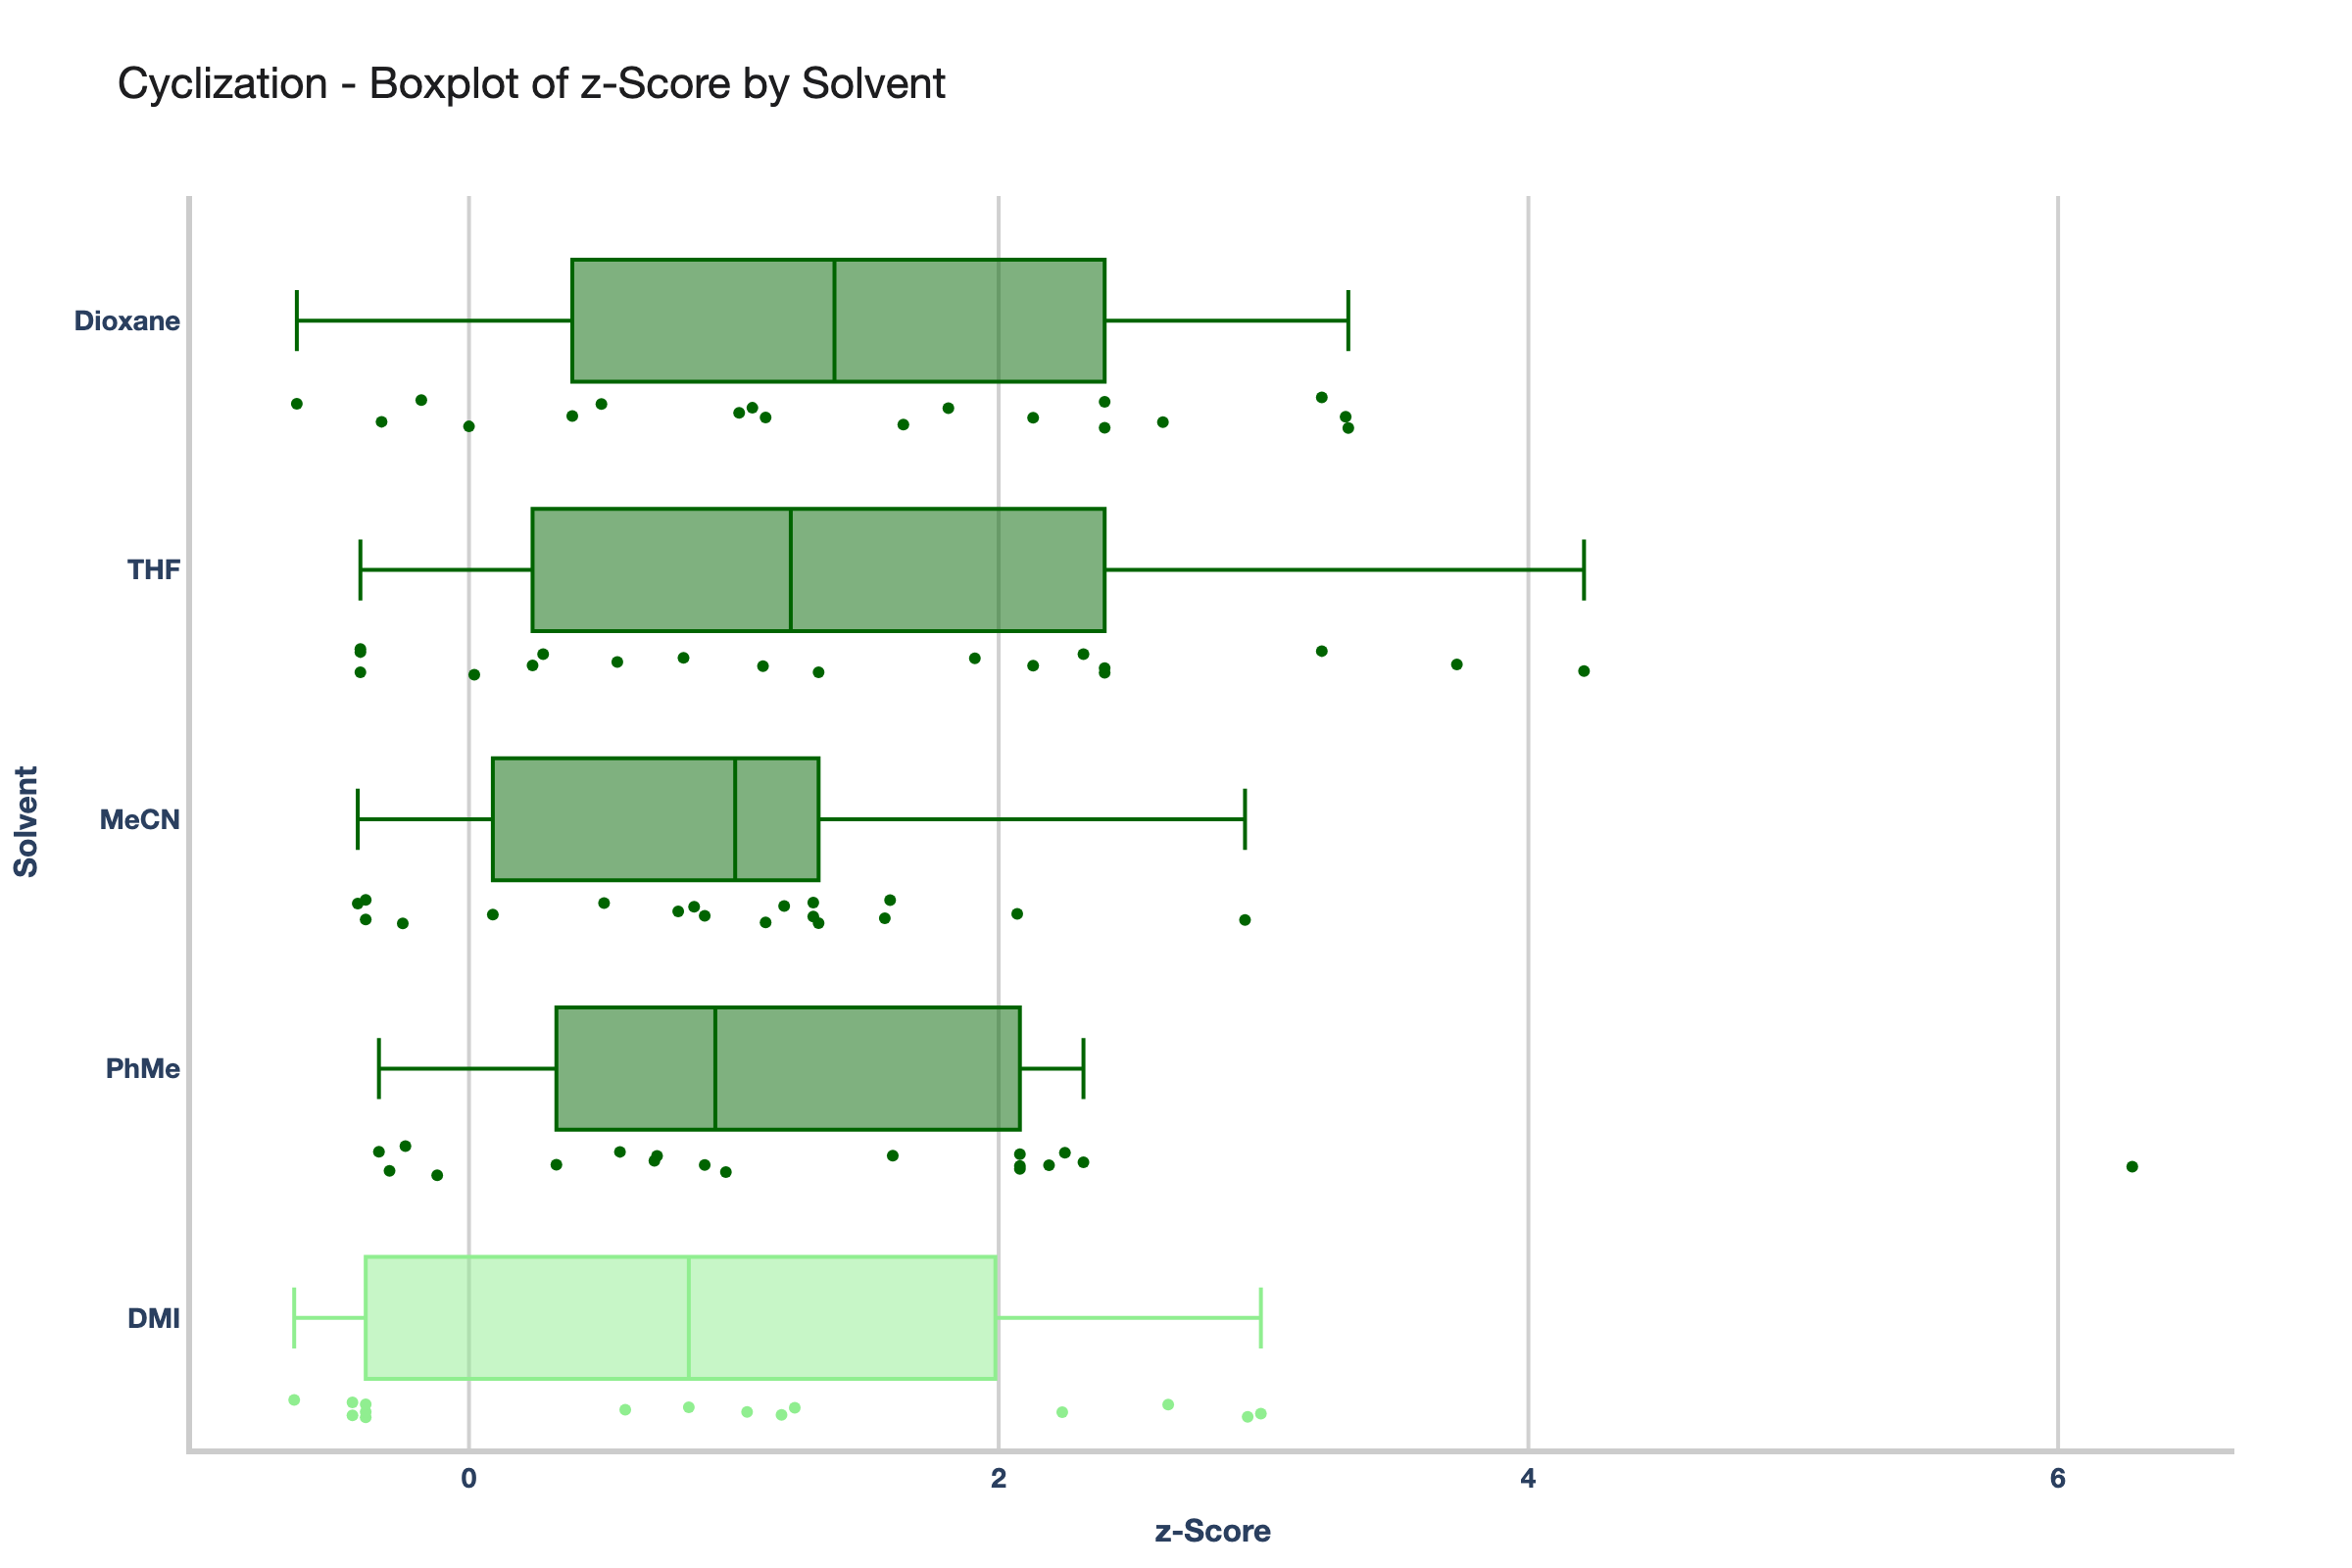 Cyclization - Boxplot of z-Score by Solvent
Dioxane
THF
MeCN
PhMe
DMI
Solvent
0 2 4 6
z-Score